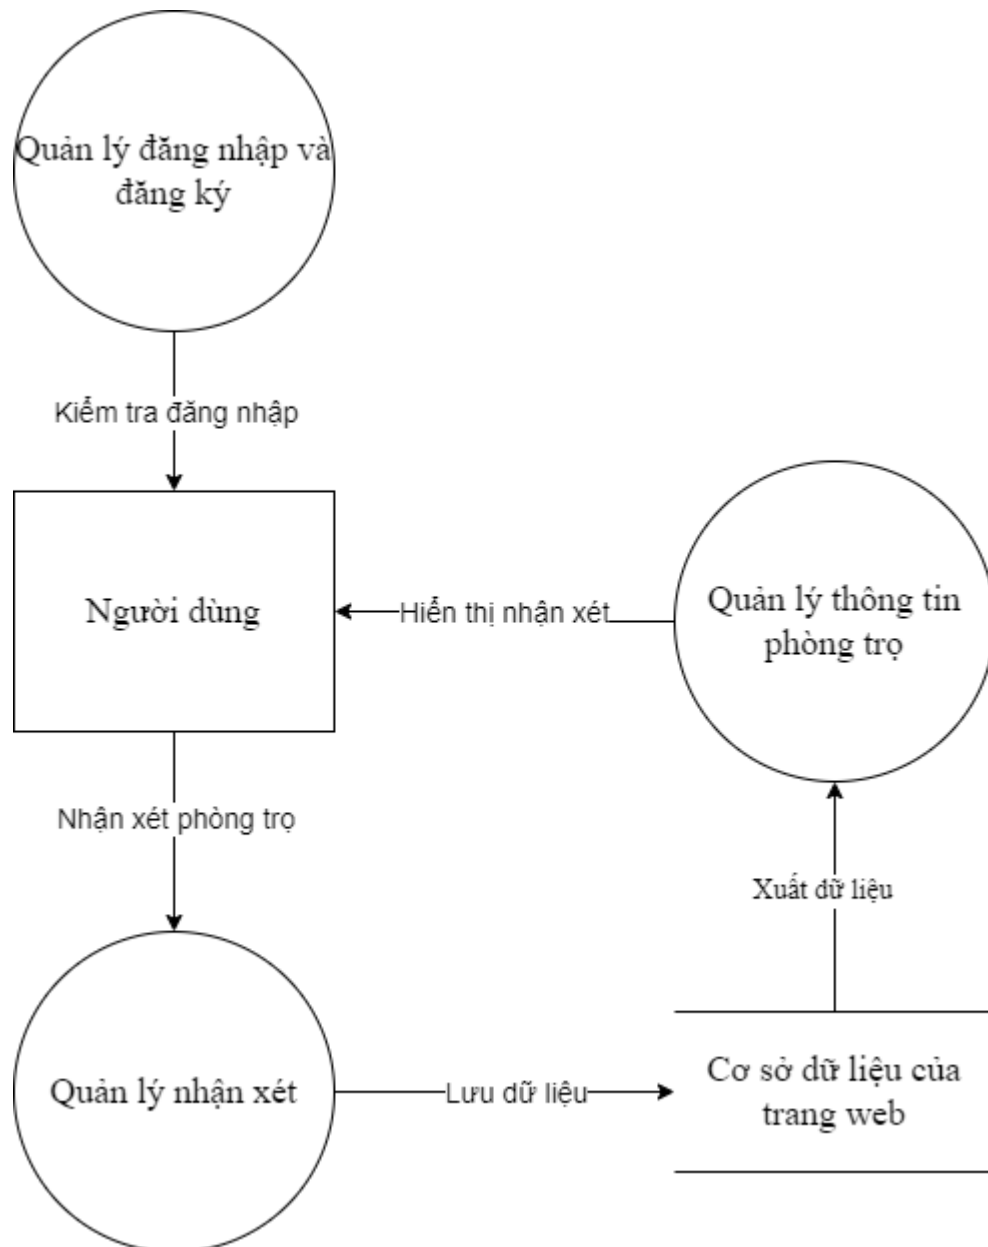 Quản lý đăng nhập và
đăng ký
Kiểm tra đăng nhập
Người dùng
Hiển thị nhận xét
Quản lý thông tin
phòng trọ
Nhận xét phòng trọ
Xuất dữ liệu
Quản lý nhận xét
Lưu dữ liệu
Cơ sở dữ liệu của
trang web